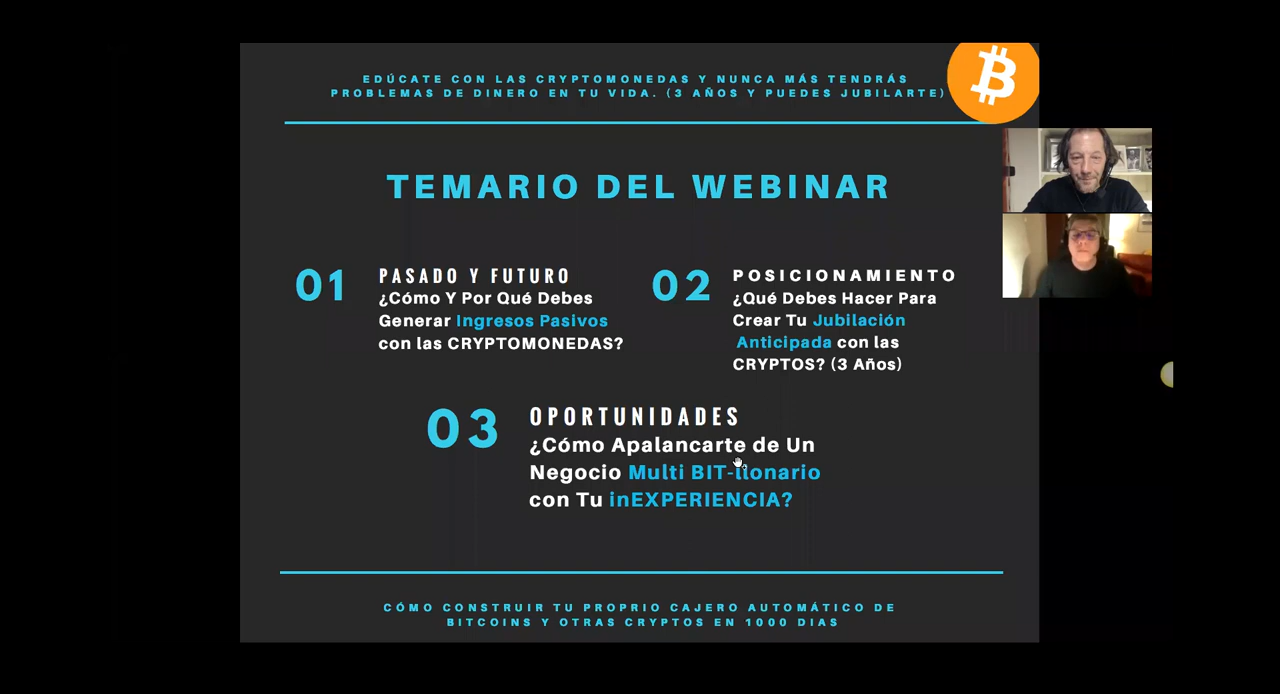 EDÚCATE CON LAS CRYPTOMONEDAS Y NUNCA MÁS TENDRÁS
PROBLEMAS DE DINERO EN TU VIDA. (3 AÑOS Y PUEDES JUBILARTE)
TEMARIO DEL WEBINAR
01
PASADO Y FUTURO
¿Cómo Y Por Qué Debes
Generar Ingresos Pasivos
con las CRYPTOMONEDAS?
02
POSICIONAMIENTO
¿Qué Debes Hacer Para
Crear Tu Jubilación
Anticipada con las
CRYPTOS? (3 Años)
03
OPORTUNIDADES
¿Cómo Apalancarte de Un
Negocio Multi BIT-llonario
con Tu inEXPERIENCIA?
CÓMO CONSTRUIR TU PROPRIO CAJERO AUTOMÁTICO DE
BITCOINS Y OTRAS CRYPTOS EN 1000 DIAS